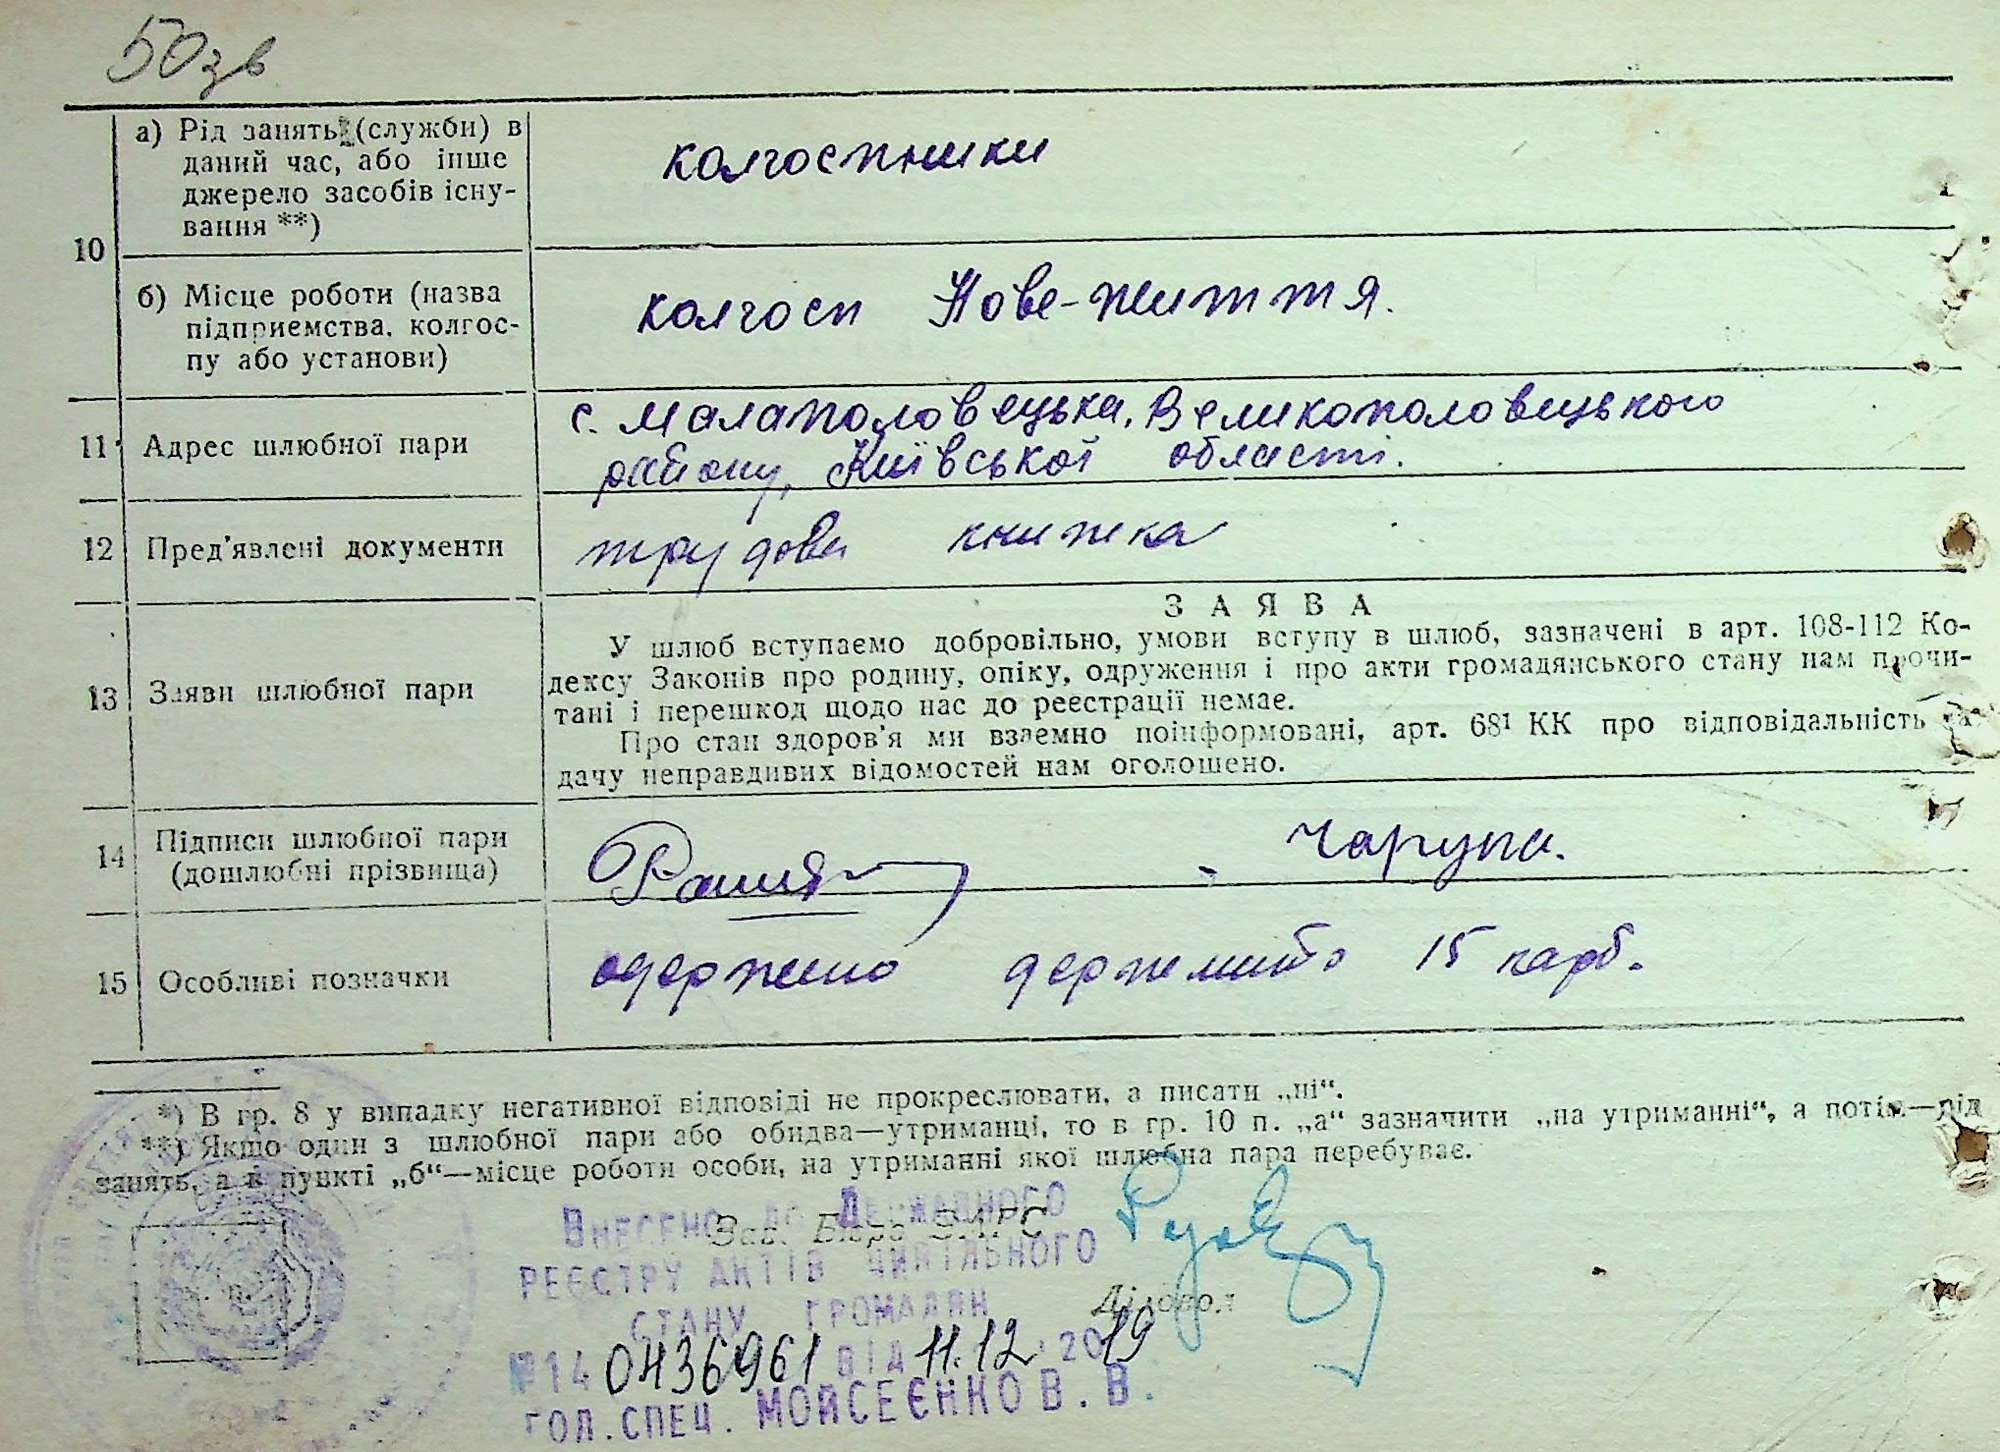 50зв
а) Рід занять (служби) в
даний час, або інше
джерело засобів існу-
вання **)
колгоспники
10
б) Місце роботи (назва
підприємства, колгос-
пу або установи)
колгосп Нове-життя.
11 Адрес шлюбної пари
с. Малаполовецька, Великополовецького
району, Київської області.
12 Пред'явлені документи
трудова книжка
13 Заяви шлюбної пари
ЗАЯВА
У шлюб вступаємо добровільно, умови вступу в шлюб, зазначені в арт. 108-112 Ко-
дексу Законів про родину, опіку, одруження і про акти громадянського стану нам прочи-
тані і перешкод щодо нас до реєстрації немає.
Про стан здоров'я ми взаємно поінформовані, арт. 68¹ КК про відповідальність за
дачу неправдивих відомостей нам оголошено.
14 Підписи шлюбної пари
(дошлюбні прізвища)
Чарупа.
15 Особливі позначки
одержано держмито 15 карб.
*) В гр. 8 у випадку негативної відповіді не прокреслювати, а писати „ні“.
**) Якщо один з шлюбної пари або обидва—утриманці, то в гр. 10 п. „а“ зазначити „на утриманні“, а потім—рід
занять, а в пункті „б“—місце роботи особи, на утриманні якої шлюбна пара перебуває.
Зав. Бюро ЗАГС
Діловод
Внесено до Державного
реєстру актів цивільного
стану громадян
№14 0436961 від 11.12.2019
гол.спец. Мойсеєнко В.В.